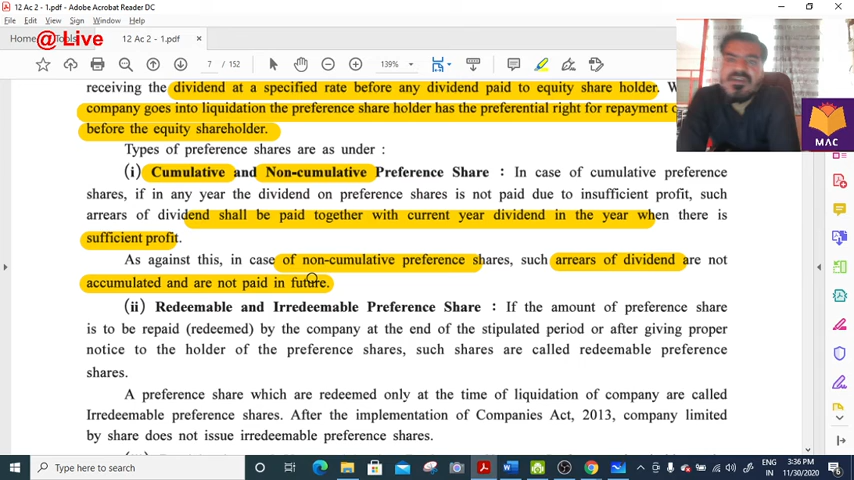 12 Ac 2 - 1.pdf - Adobe Acrobat Reader DC
File Edit View Sign Window Help
Home Tools 12 Ac 2 - 1.pdf
@ Live
7 / 152 139%
receiving the dividend at a specified rate before any dividend paid to equity share holder.
company goes into liquidation the preference share holder has the preferential right for repayment
before the equity shareholder.
Types of preference shares are as under :
(i) Cumulative and Non-cumulative Preference Share : In case of cumulative preference
shares, if in any year the dividend on preference shares is not paid due to insufficient profit, such
arrears of dividend shall be paid together with current year dividend in the year when there is
sufficient profit.
As against this, in case of non-cumulative preference shares, such arrears of dividend are not
accumulated and are not paid in future.
(ii) Redeemable and Irredeemable Preference Share : If the amount of preference share
is to be repaid (redeemed) by the company at the end of the stipulated period or after giving proper
notice to the holder of the preference shares, such shares are called redeemable preference
shares.
A preference share which are redeemed only at the time of liquidation of company are called
Irredeemable preference shares. After the implementation of Companies Act, 2013, company limited
by share does not issue irredeemable preference shares.
MAC
Type here to search
ENG
IN
3:36 PM
11/30/2020